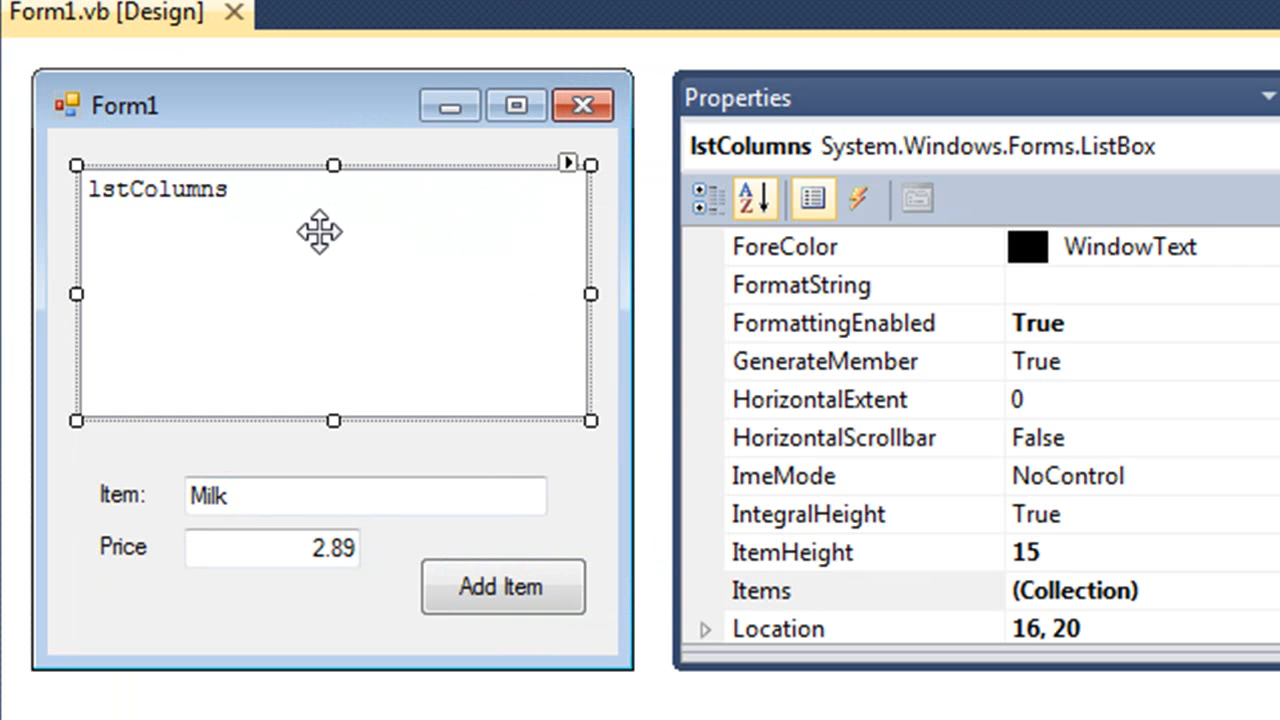 Form1.vb [Design]
Form1
lstColumns
Item:
Milk
Price
2.89
Add Item
Properties
lstColumns System.Windows.Forms.ListBox
ForeColor WindowText
FormatString
FormattingEnabled True
GenerateMember True
HorizontalExtent 0
HorizontalScrollbar False
ImeMode NoControl
IntegralHeight True
ItemHeight 15
Items (Collection)
Location 16, 20